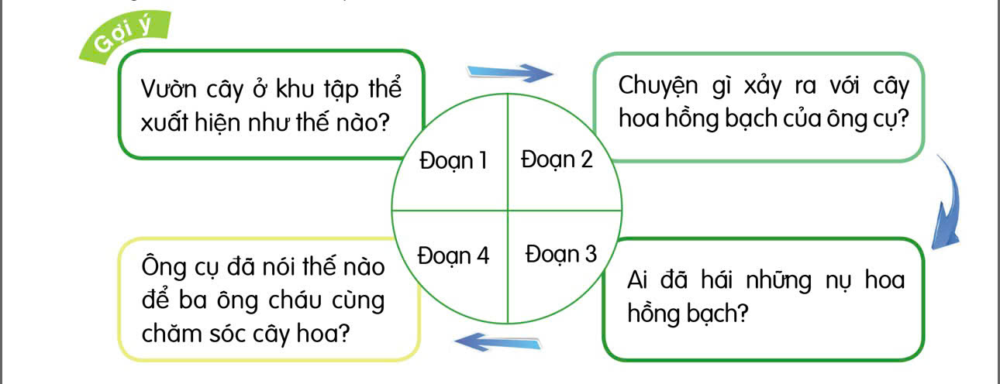 Gợi ý
Vườn cây ở khu tập thể
xuất hiện như thế nào?
Chuyện gì xảy ra với cây
hoa hồng bạch của ông cụ?
Đoạn 1
Đoạn 2
Đoạn 4
Đoạn 3
Ông cụ đã nói thế nào
để ba ông cháu cùng
chăm sóc cây hoa?
Ai đã hái những nụ hoa
hồng bạch?